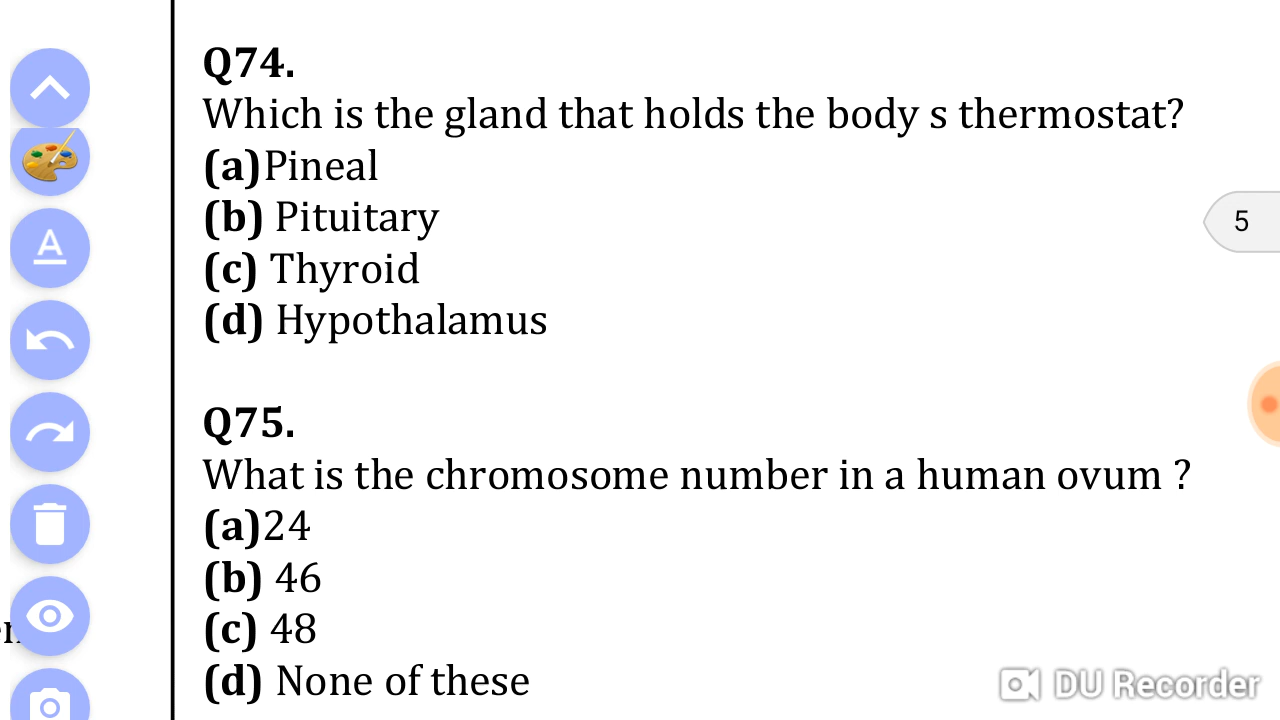 Q74.
Which is the gland that holds the body s thermostat?
(a)Pineal
(b) Pituitary
(c) Thyroid
(d) Hypothalamus
5
Q75.
What is the chromosome number in a human ovum ?
(a)24
(b) 46
(c) 48
(d) None of these
A
DU Recorder